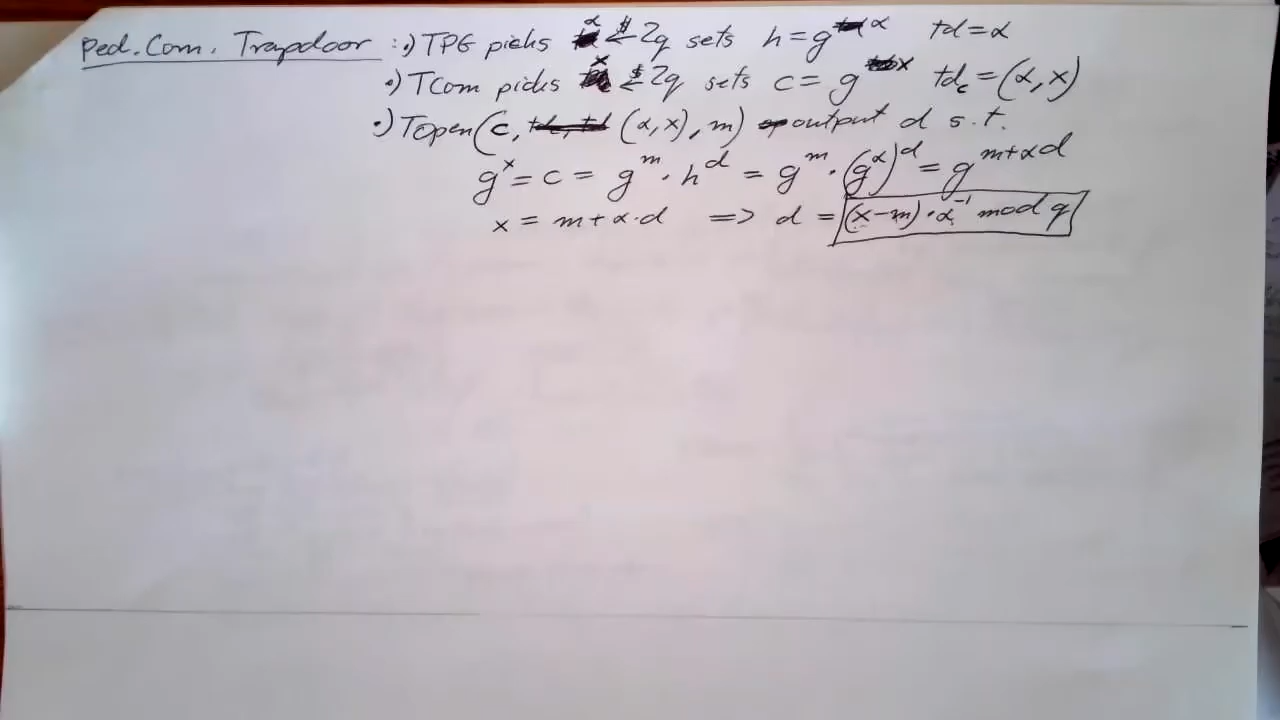 Ped. Com. Trapdoor : •) TPG picks α ←$ Zq sets h = g^α td = α
•) TCom picks x ←$ Zq sets c = g^x td_c = (α, x)
•) Topen(c, (α, x), m) output d s.t.
g^x = c = g^m · h^d = g^m · (g^α)^d = g^{m+αd}
x = m + α·d => d = (x-m)·α^{-1} mod q